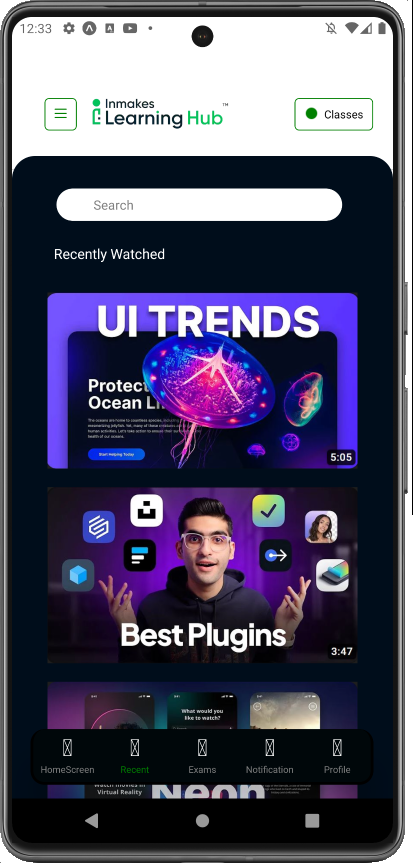 12:33
Inmakes
Learning Hub™
Classes
Search
Recently Watched
UI TRENDS
Protect
Ocean Li
Start Helping Today
5:05
Best Plugins
3:47
What would you
like to watch?
Watch movies in
Virtual Reality
Neon
HomeScreen
Recent
Exams
Notification
Profile